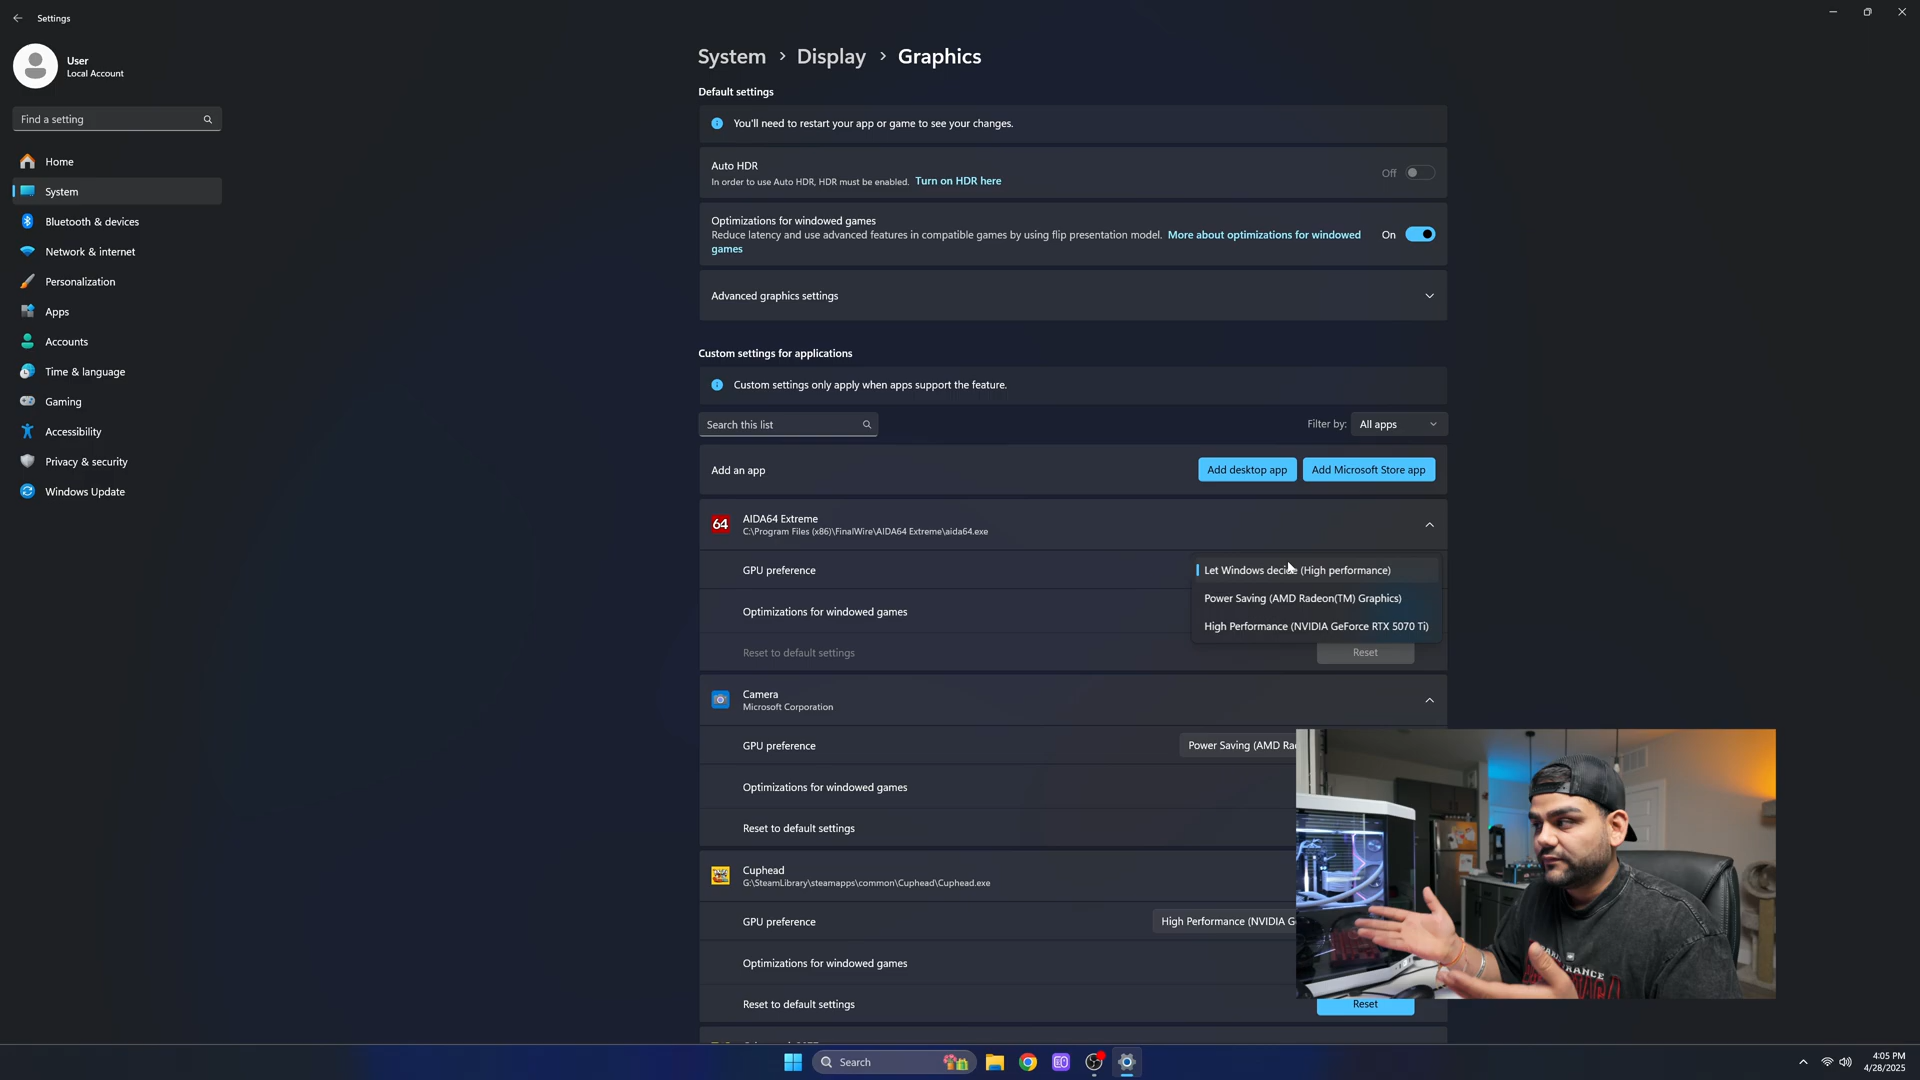 Settings
User
Local Account
Find a setting
Home
System
Bluetooth & devices
Network & internet
Personalization
Apps
Accounts
Time & language
Gaming
Accessibility
Privacy & security
Windows Update
System > Display > Graphics
Default settings
You'll need to restart your app or game to see your changes.
Auto HDR
In order to use Auto HDR, HDR must be enabled. Turn on HDR here
Off
Optimizations for windowed games
Reduce latency and use advanced features in compatible games by using flip presentation model. More about optimizations for windowed
games
On
Advanced graphics settings
Custom settings for applications
Custom settings only apply when apps support the feature.
Search this list
Filter by: All apps
Add an app
Add desktop app
Add Microsoft Store app
64
AIDA64 Extreme
C:\Program Files (x86)\FinalWire\AIDA64 Extreme\aida64.exe
GPU preference
Let Windows decide (High performance)
Power Saving (AMD Radeon(TM) Graphics)
High Performance (NVIDIA GeForce RTX 5070 Ti)
Optimizations for windowed games
Reset to default settings
Reset
Camera
Microsoft Corporation
GPU preference
Power Saving (AMD Ra
Optimizations for windowed games
Reset to default settings
Cuphead
G:\SteamLibrary\steamapps\common\Cuphead\Cuphead.exe
GPU preference
High Performance (NVIDIA G
Optimizations for windowed games
Reset to default settings
Reset
Search
4:05 PM
4/28/2025